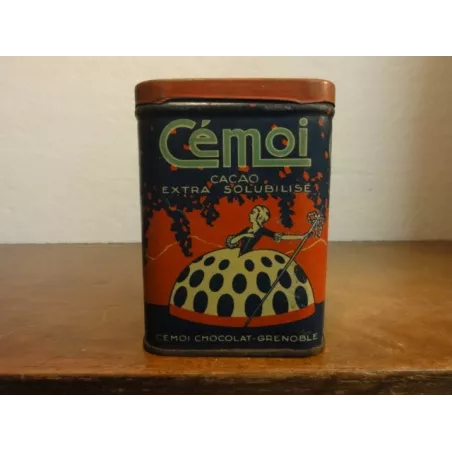 Cémoi
CACAO
EXTRA SOLUBILISÉ
CÉMOI CHOCOLAT-GRENOBLE